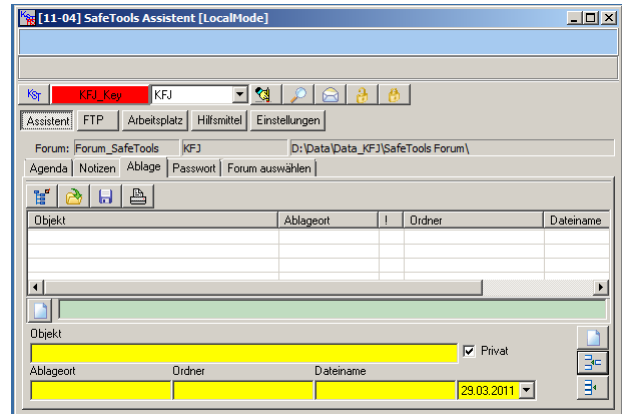 [11-04] SafeTools Assistent [LocalMode]
KST KFJ_Key KFJ
Assistent FTP Arbeitsplatz Hilfsmittel Einstellungen
Forum: Forum_SafeTools KFJ D:\Data\Data_KFJ\SafeTools Forum\
Agenda Notizen Ablage Passwort Forum auswählen
Objekt Ablageort ! Ordner Dateiname
Objekt
Privat
Ablageort Ordner Dateiname
29.03.2011